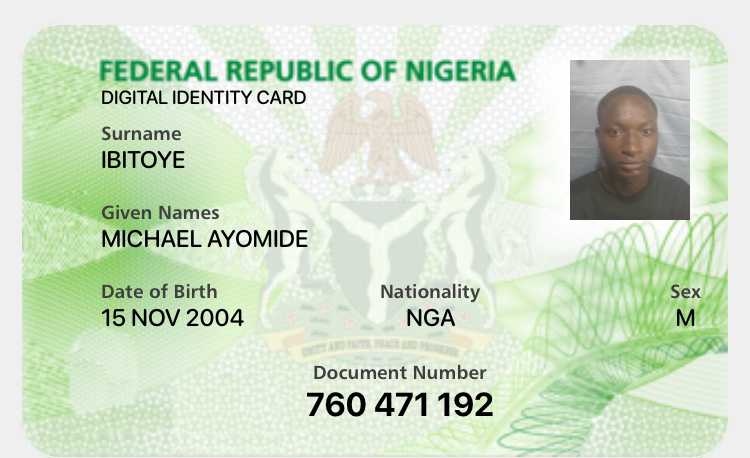 FEDERAL REPUBLIC OF NIGERIA
DIGITAL IDENTITY CARD
Surname
IBITOYE
Given Names
MICHAEL AYOMIDE
Date of Birth Nationality Sex
15 NOV 2004 NGA M
UNITY AND FAITH, PEACE AND PROGRESS
Document Number
760 471 192